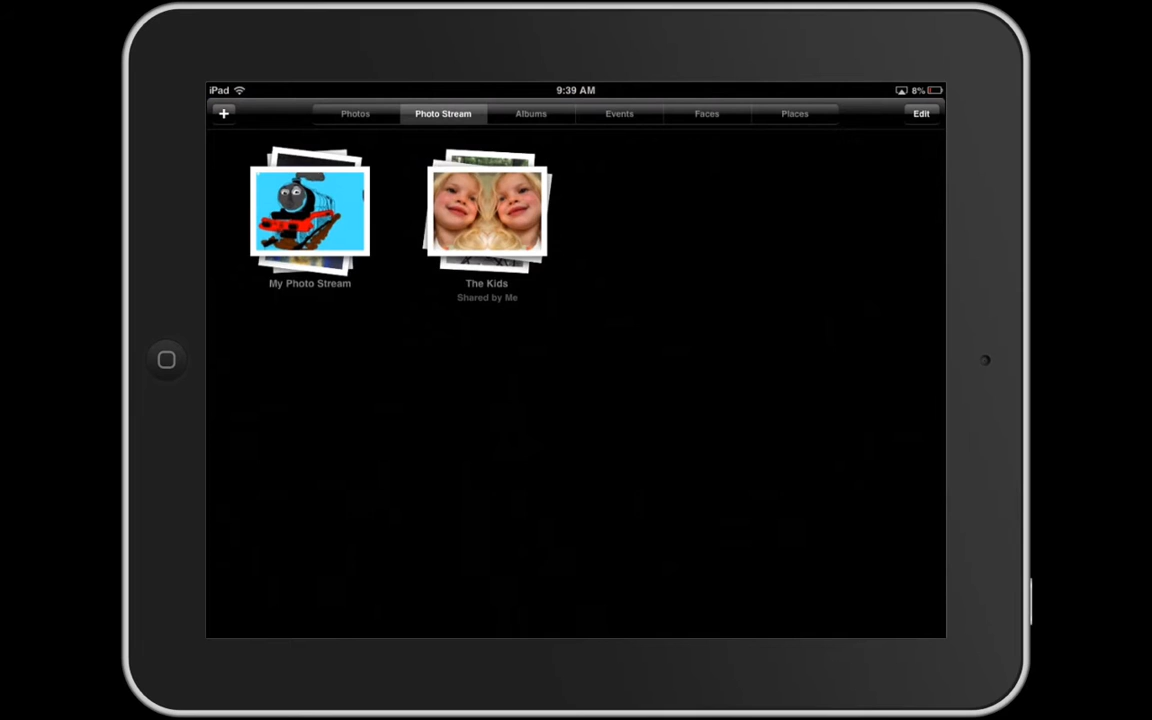 iPad 9:39 AM 8%
+ Photos Photo Stream Albums Events Faces Places Edit
My Photo Stream The Kids
Shared by Me